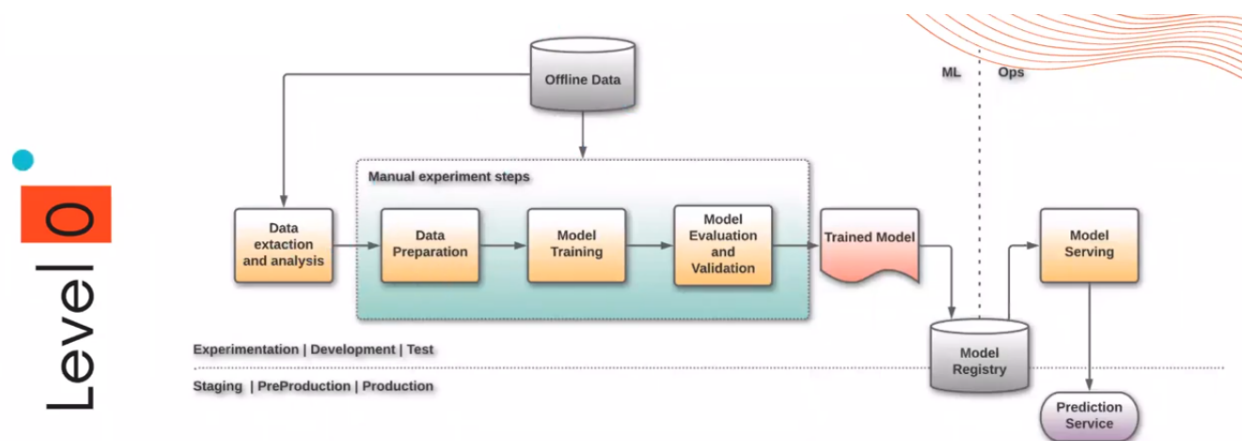 Level 0
Offline Data
ML
Ops
Manual experiment steps
Data
extaction
and analysis
Data
Preparation
Model
Training
Model
Evaluation
and
Validation
Trained Model
Model
Serving
Experimentation | Development | Test
Model
Registry
Staging | PreProduction | Production
Prediction
Service